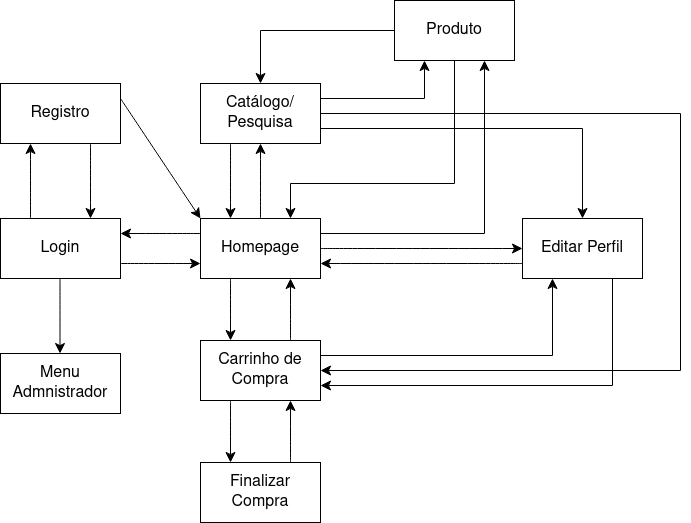 Produto
Registro
Catálogo/
Pesquisa
Login
Homepage
Editar Perfil
Menu
Admnistrador
Carrinho de
Compra
Finalizar
Compra